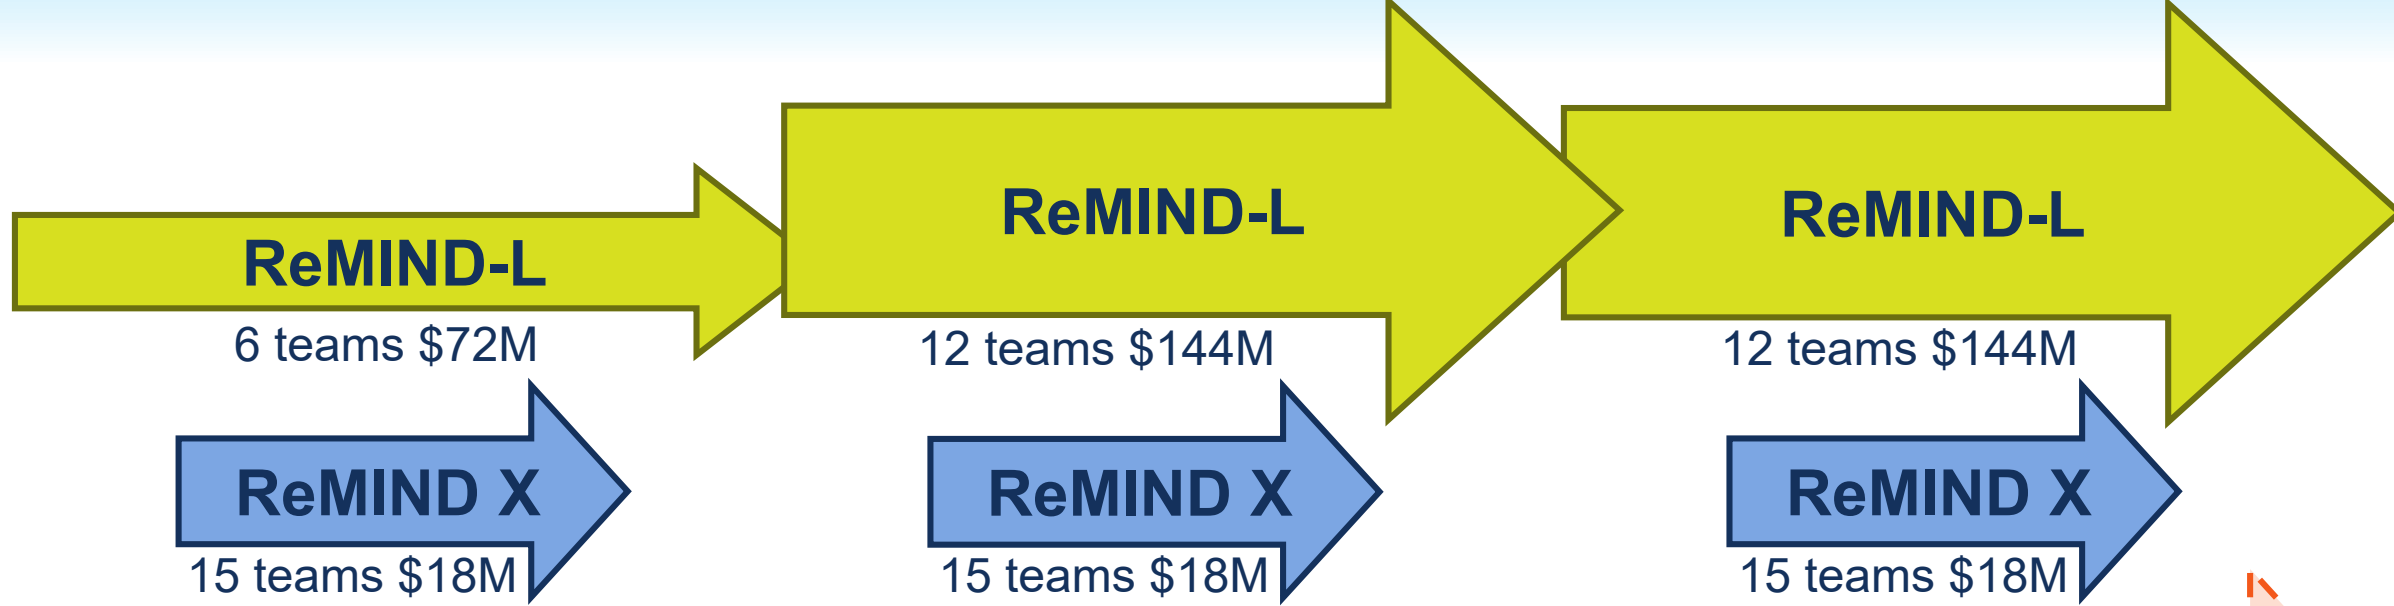 ReMIND-L
6 teams $72M
ReMIND-L
12 teams $144M
ReMIND-L
12 teams $144M
ReMIND X
15 teams $18M
ReMIND X
15 teams $18M
ReMIND X
15 teams $18M